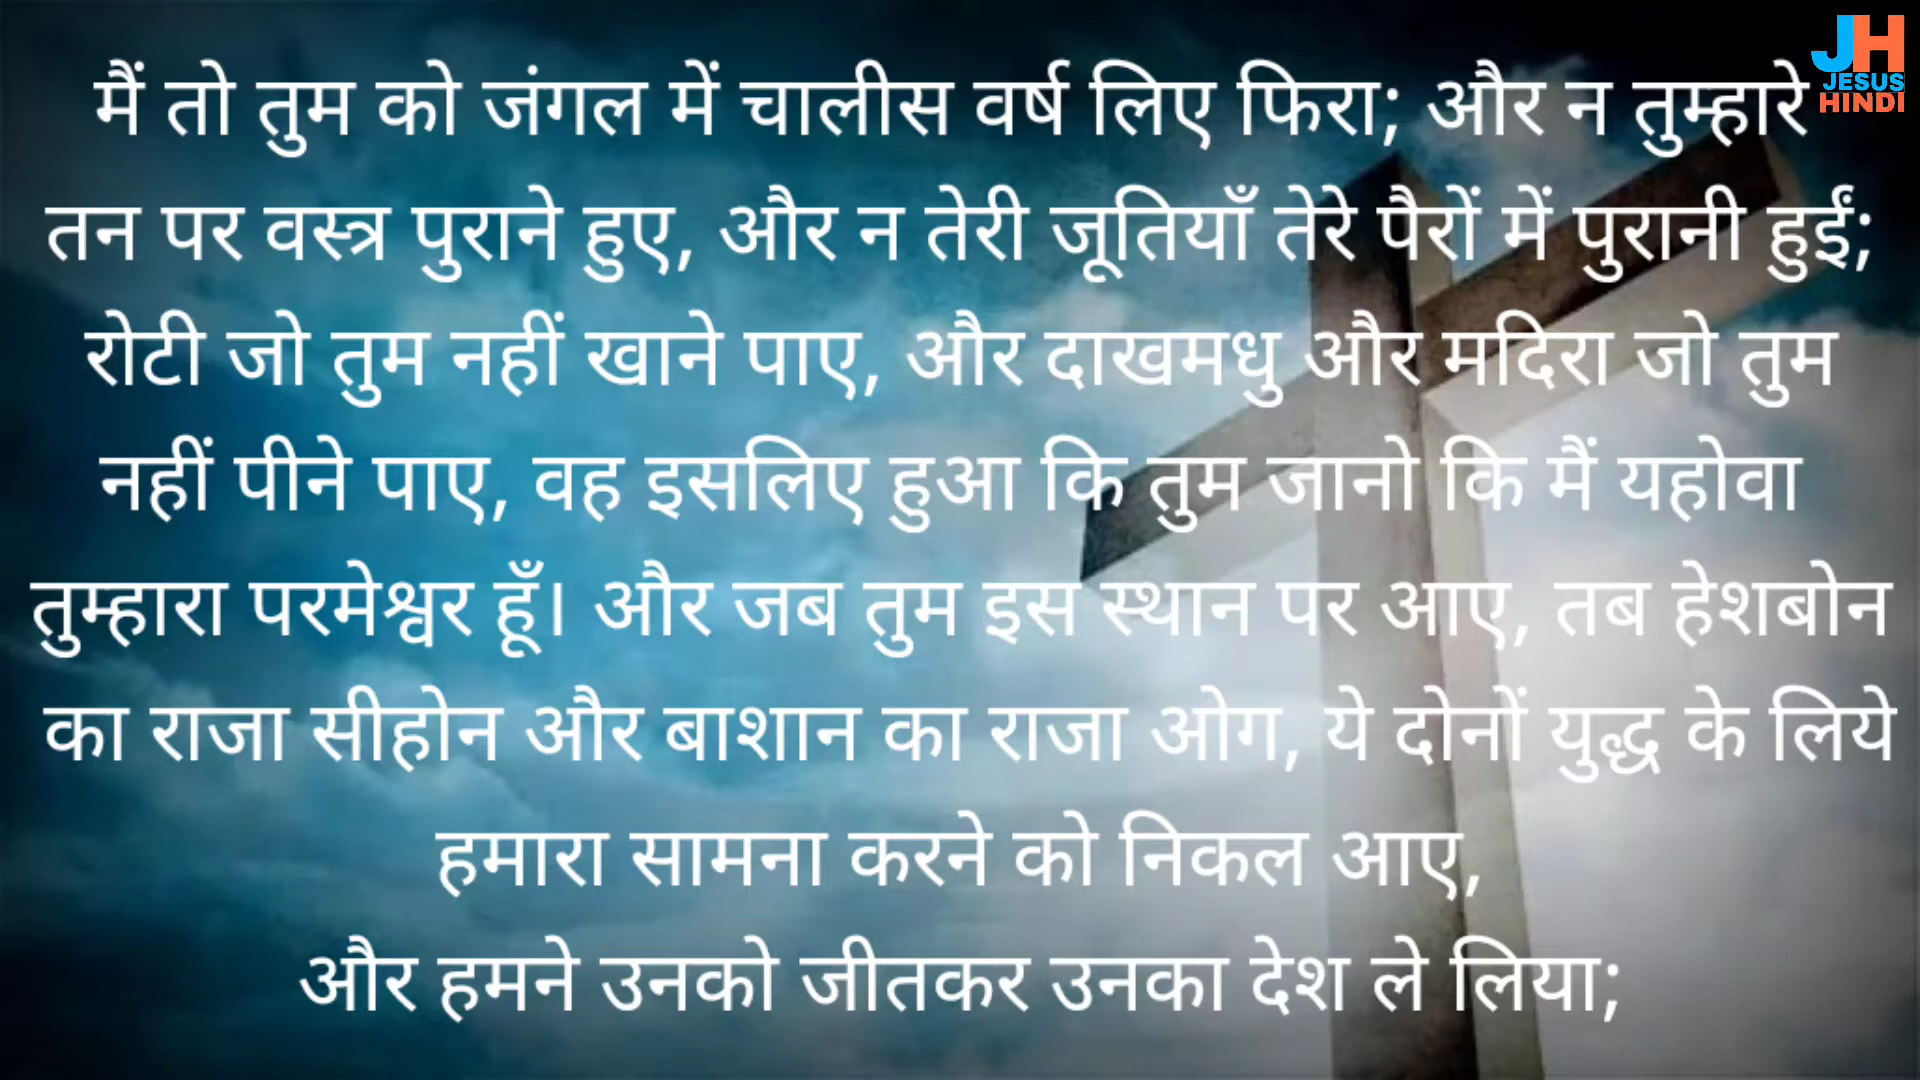 JH
JESUS
HINDI
मैं तो तुम को जंगल में चालीस वर्ष लिए फिरा; और न तुम्हारे
तन पर वस्त्र पुराने हुए, और न तेरी जूतियाँ तेरे पैरों में पुरानी हुईं;
रोटी जो तुम नहीं खाने पाए, और दाखमधु और मदिरा जो तुम
नहीं पीने पाए, वह इसलिए हुआ कि तुम जानो कि मैं यहोवा
तुम्हारा परमेश्वर हूँ। और जब तुम इस स्थान पर आए, तब हेशबोन
का राजा सीहोन और बाशान का राजा ओग, ये दोनों युद्ध के लिये
हमारा सामना करने को निकल आए,
और हमने उनको जीतकर उनका देश ले लिया;